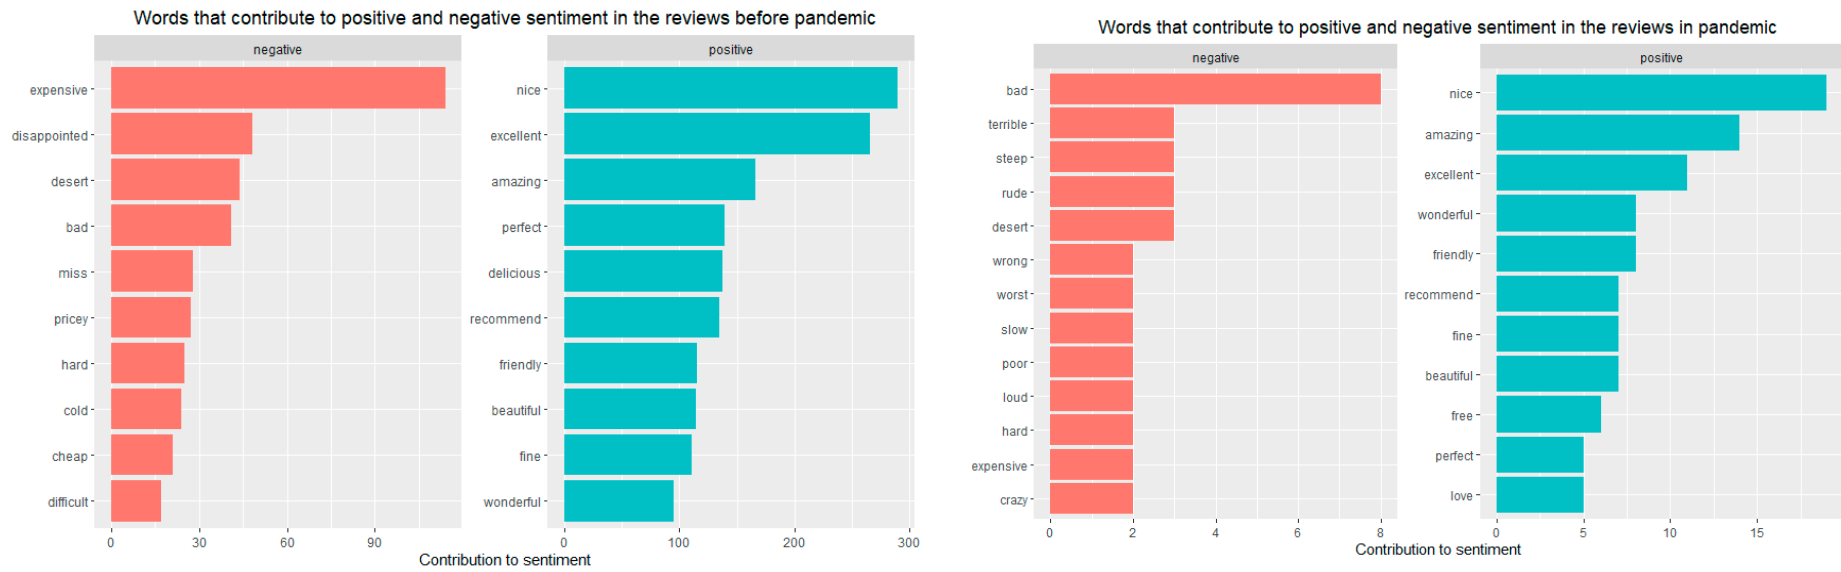 Words that contribute to positive and negative sentiment in the reviews before pandemic
negative
positive
expensive
disappointed
desert
bad
miss
pricey
hard
cold
cheap
difficult
0 30 60 90
nice
excellent
amazing
perfect
delicious
recommend
friendly
beautiful
fine
wonderful
0 100 200 300
Contribution to sentiment
Words that contribute to positive and negative sentiment in the reviews in pandemic
negative
positive
bad
terrible
steep
rude
desert
wrong
worst
slow
poor
loud
hard
expensive
crazy
0 2 4 6 8
nice
amazing
excellent
wonderful
friendly
recommend
fine
beautiful
free
perfect
love
0 5 10 15
Contribution to sentiment